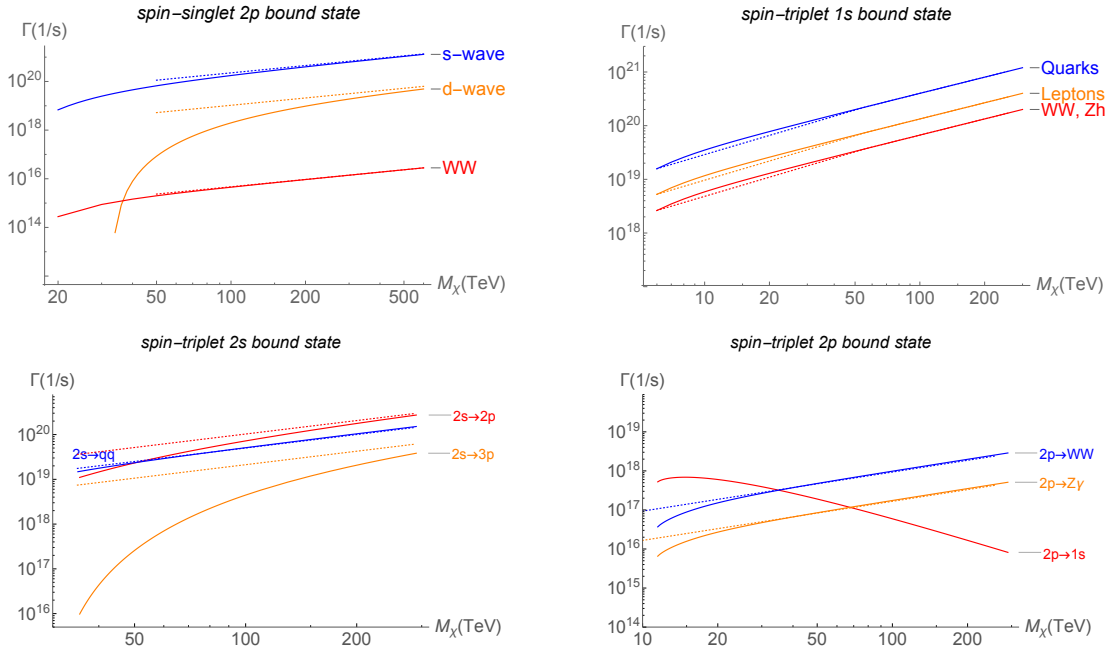 spin−singlet 2p bound state
Γ(1/s)
10^20
10^18
10^16
10^14
s-wave
d-wave
WW
20 50 100 200 500
M_χ(TeV)
spin−triplet 1s bound state
Γ(1/s)
10^21
10^20
10^19
10^18
Quarks
Leptons
WW, Zh
10 20 50 100 200
M_χ(TeV)
spin−triplet 2s bound state
Γ(1/s)
10^20
10^19
10^18
10^17
10^16
2s→qq
2s→2p
2s→3p
50 100 200
M_χ(TeV)
spin−triplet 2p bound state
Γ(1/s)
10^19
10^18
10^17
10^16
10^15
10^14
2p→WW
2p→Zγ
2p→1s
10 20 50 100 200
M_χ(TeV)